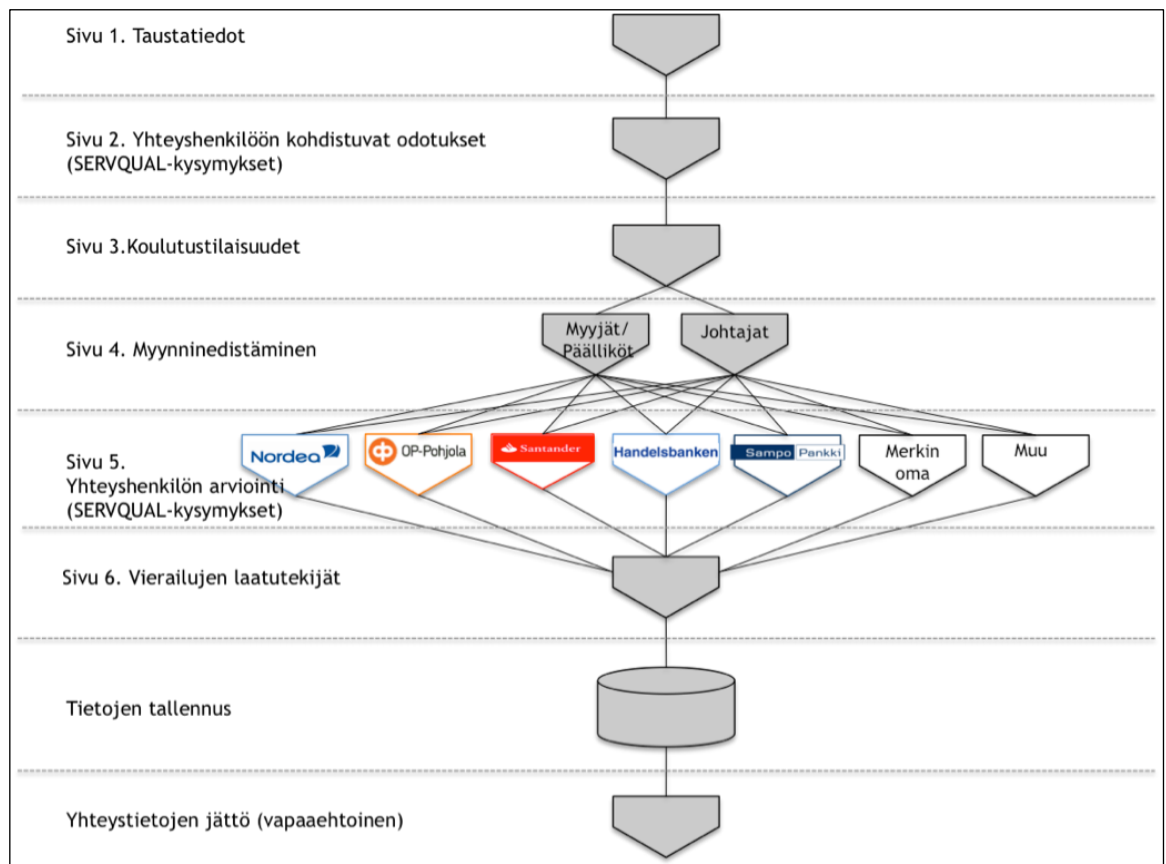 Sivu 1. Taustatiedot
Sivu 2. Yhteyshenkilöön kohdistuvat odotukset
(SERVQUAL-kysymykset)
Sivu 3.Koulutustilaisuudet
Sivu 4. Myynninedistäminen
Myyjät/
Päälliköt
Johtajat
Sivu 5.
Yhteyshenkilön arviointi
(SERVQUAL-kysymykset)
Nordea
OP-Pohjola
Santander
Handelsbanken
Sampo Pankki
Merkin
oma
Muu
Sivu 6. Vierailujen laatutekijät
Tietojen tallennus
Yhteystietojen jättö (vapaaehtoinen)